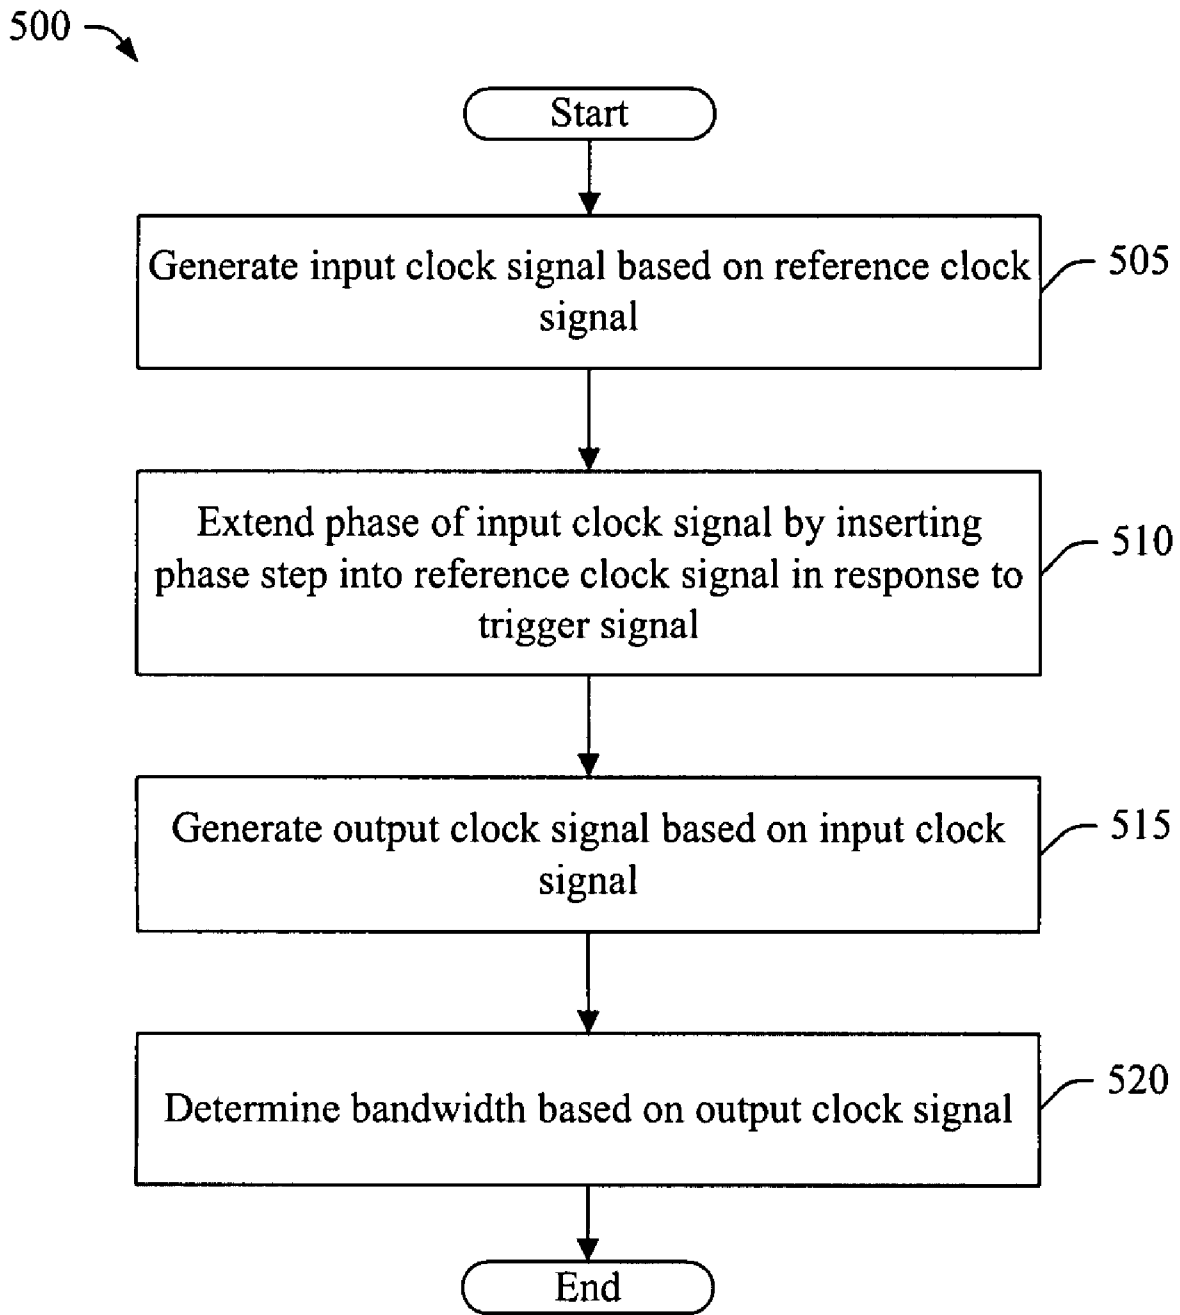 500
Start
Generate input clock signal based on reference clock
signal
505
Extend phase of input clock signal by inserting
phase step into reference clock signal in response to
trigger signal
510
Generate output clock signal based on input clock
signal
515
Determine bandwidth based on output clock signal
520
End